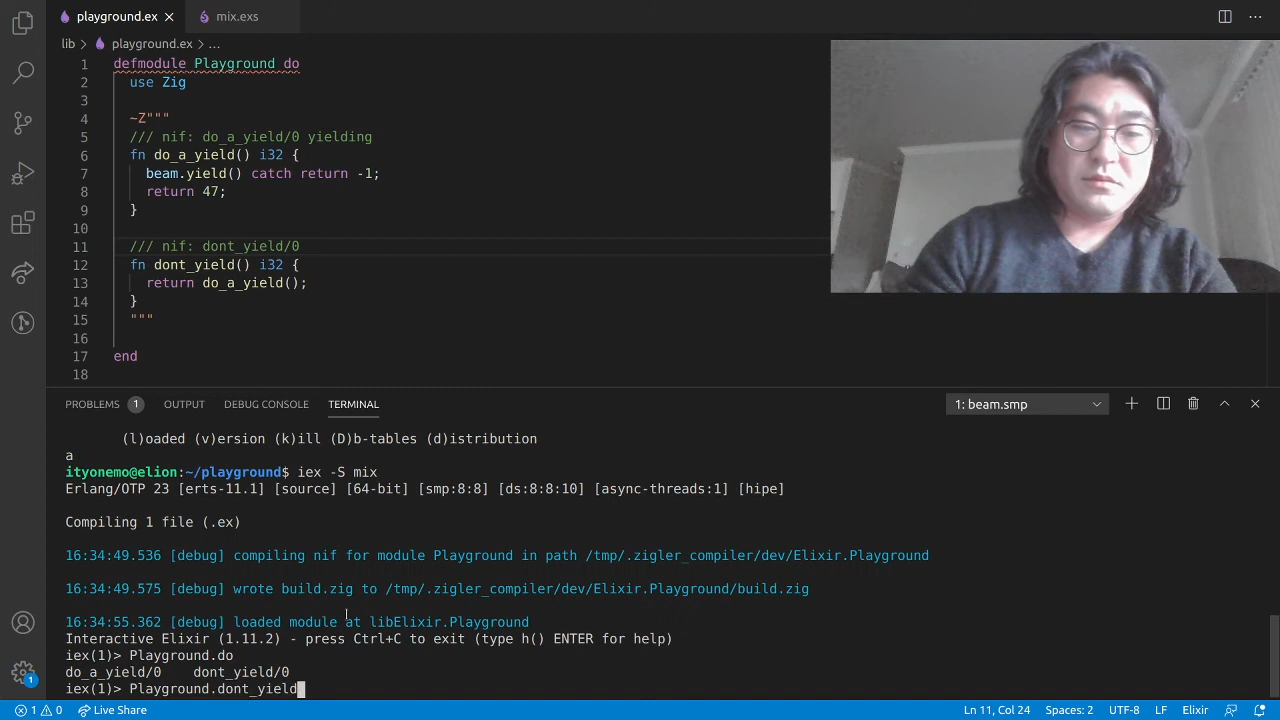 playground.ex
mix.exs
lib playground.ex ...
1 defmodule Playground do
2 use Zig
3
4 ~Z"""
5 /// nif: do_a_yield/0 yielding
6 fn do_a_yield() i32 {
7 beam.yield() catch return -1;
8 return 47;
9 }
10
11 /// nif: dont_yield/0
12 fn dont_yield() i32 {
13 return do_a_yield();
14 }
15 """
16
17 end
18
PROBLEMS 1 OUTPUT DEBUG CONSOLE TERMINAL 1: beam.smp
(l)oaded (v)ersion (k)ill (D)b-tables (d)istribution
a
ityonemo@elion:~/playground$ iex -S mix
Erlang/OTP 23 [erts-11.1] [source] [64-bit] [smp:8:8] [ds:8:8:10] [async-threads:1] [hipe]
Compiling 1 file (.ex)
16:34:49.536 [debug] compiling nif for module Playground in path /tmp/.zigler_compiler/dev/Elixir.Playground
16:34:49.575 [debug] wrote build.zig to /tmp/.zigler_compiler/dev/Elixir.Playground/build.zig
16:34:55.362 [debug] loaded module at libElixir.Playground
Interactive Elixir (1.11.2) - press Ctrl+C to exit (type h() ENTER for help)
iex(1)> Playground.do
do_a_yield/0 dont_yield/0
iex(1)> Playground.dont_yield
1
1 0 Live Share Ln 11, Col 24 Spaces: 2 UTF-8 LF Elixir